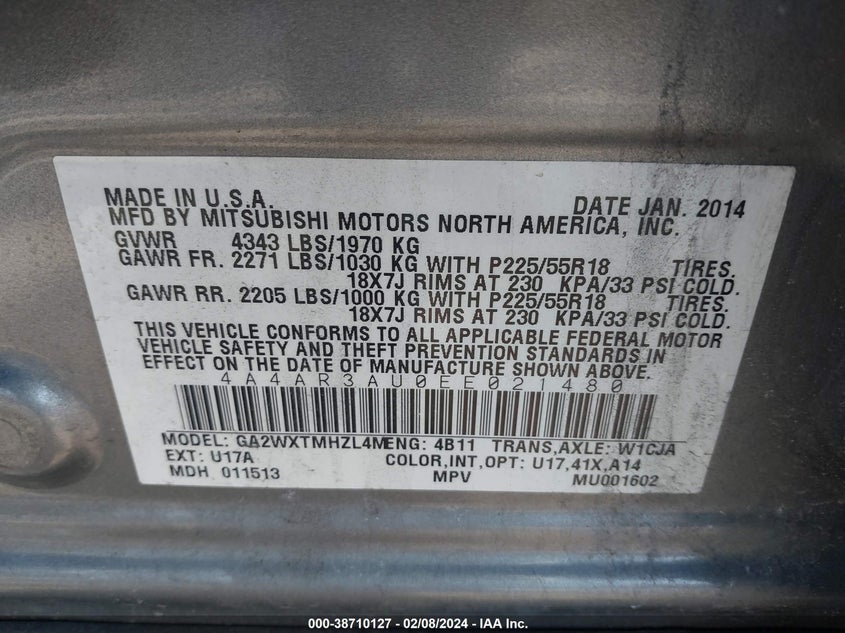 MADE IN U.S.A. DATE JAN. 2014
MFD BY MITSUBISHI MOTORS NORTH AMERICA, INC.
GVWR 4343 LBS/1970 KG
GAWR FR. 2271 LBS/1030 KG WITH P225/55R18 TIRES.
18X7J RIMS AT 230 KPA/33 PSI COLD.
GAWR RR. 2205 LBS/1000 KG WITH P225/55R18 TIRES.
18X7J RIMS AT 230 KPA/33 PSI COLD.
THIS VEHICLE CONFORMS TO ALL APPLICABLE FEDERAL MOTOR
VEHICLE SAFETY AND THEFT PREVENTION STANDARDS IN
EFFECT ON THE DATE OF MANUFACTURE SHOWN ABOVE.
4A4AR3AU0EE021480
MODEL: GA2WXTMHZL4M ENG: 4B11 TRANS,AXLE: W1CJA
EXT: U17A COLOR,INT,OPT: U17,41X,A14
MDH 011513 MPV MU001602
000-38710127 - 02/08/2024 - IAA Inc.